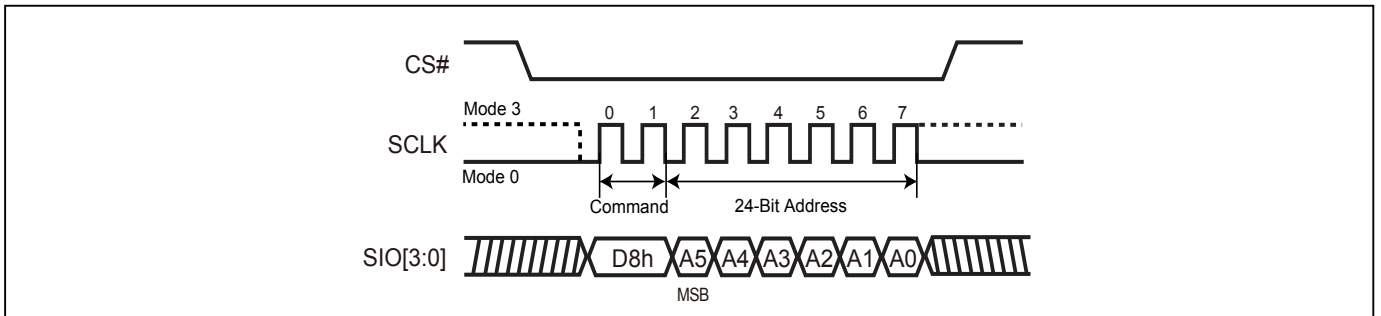 CS#
Mode 3
0 1 2 3 4 5 6 7
SCLK
Mode 0
Command 24-Bit Address
SIO[3:0] D8h A5 A4 A3 A2 A1 A0
MSB